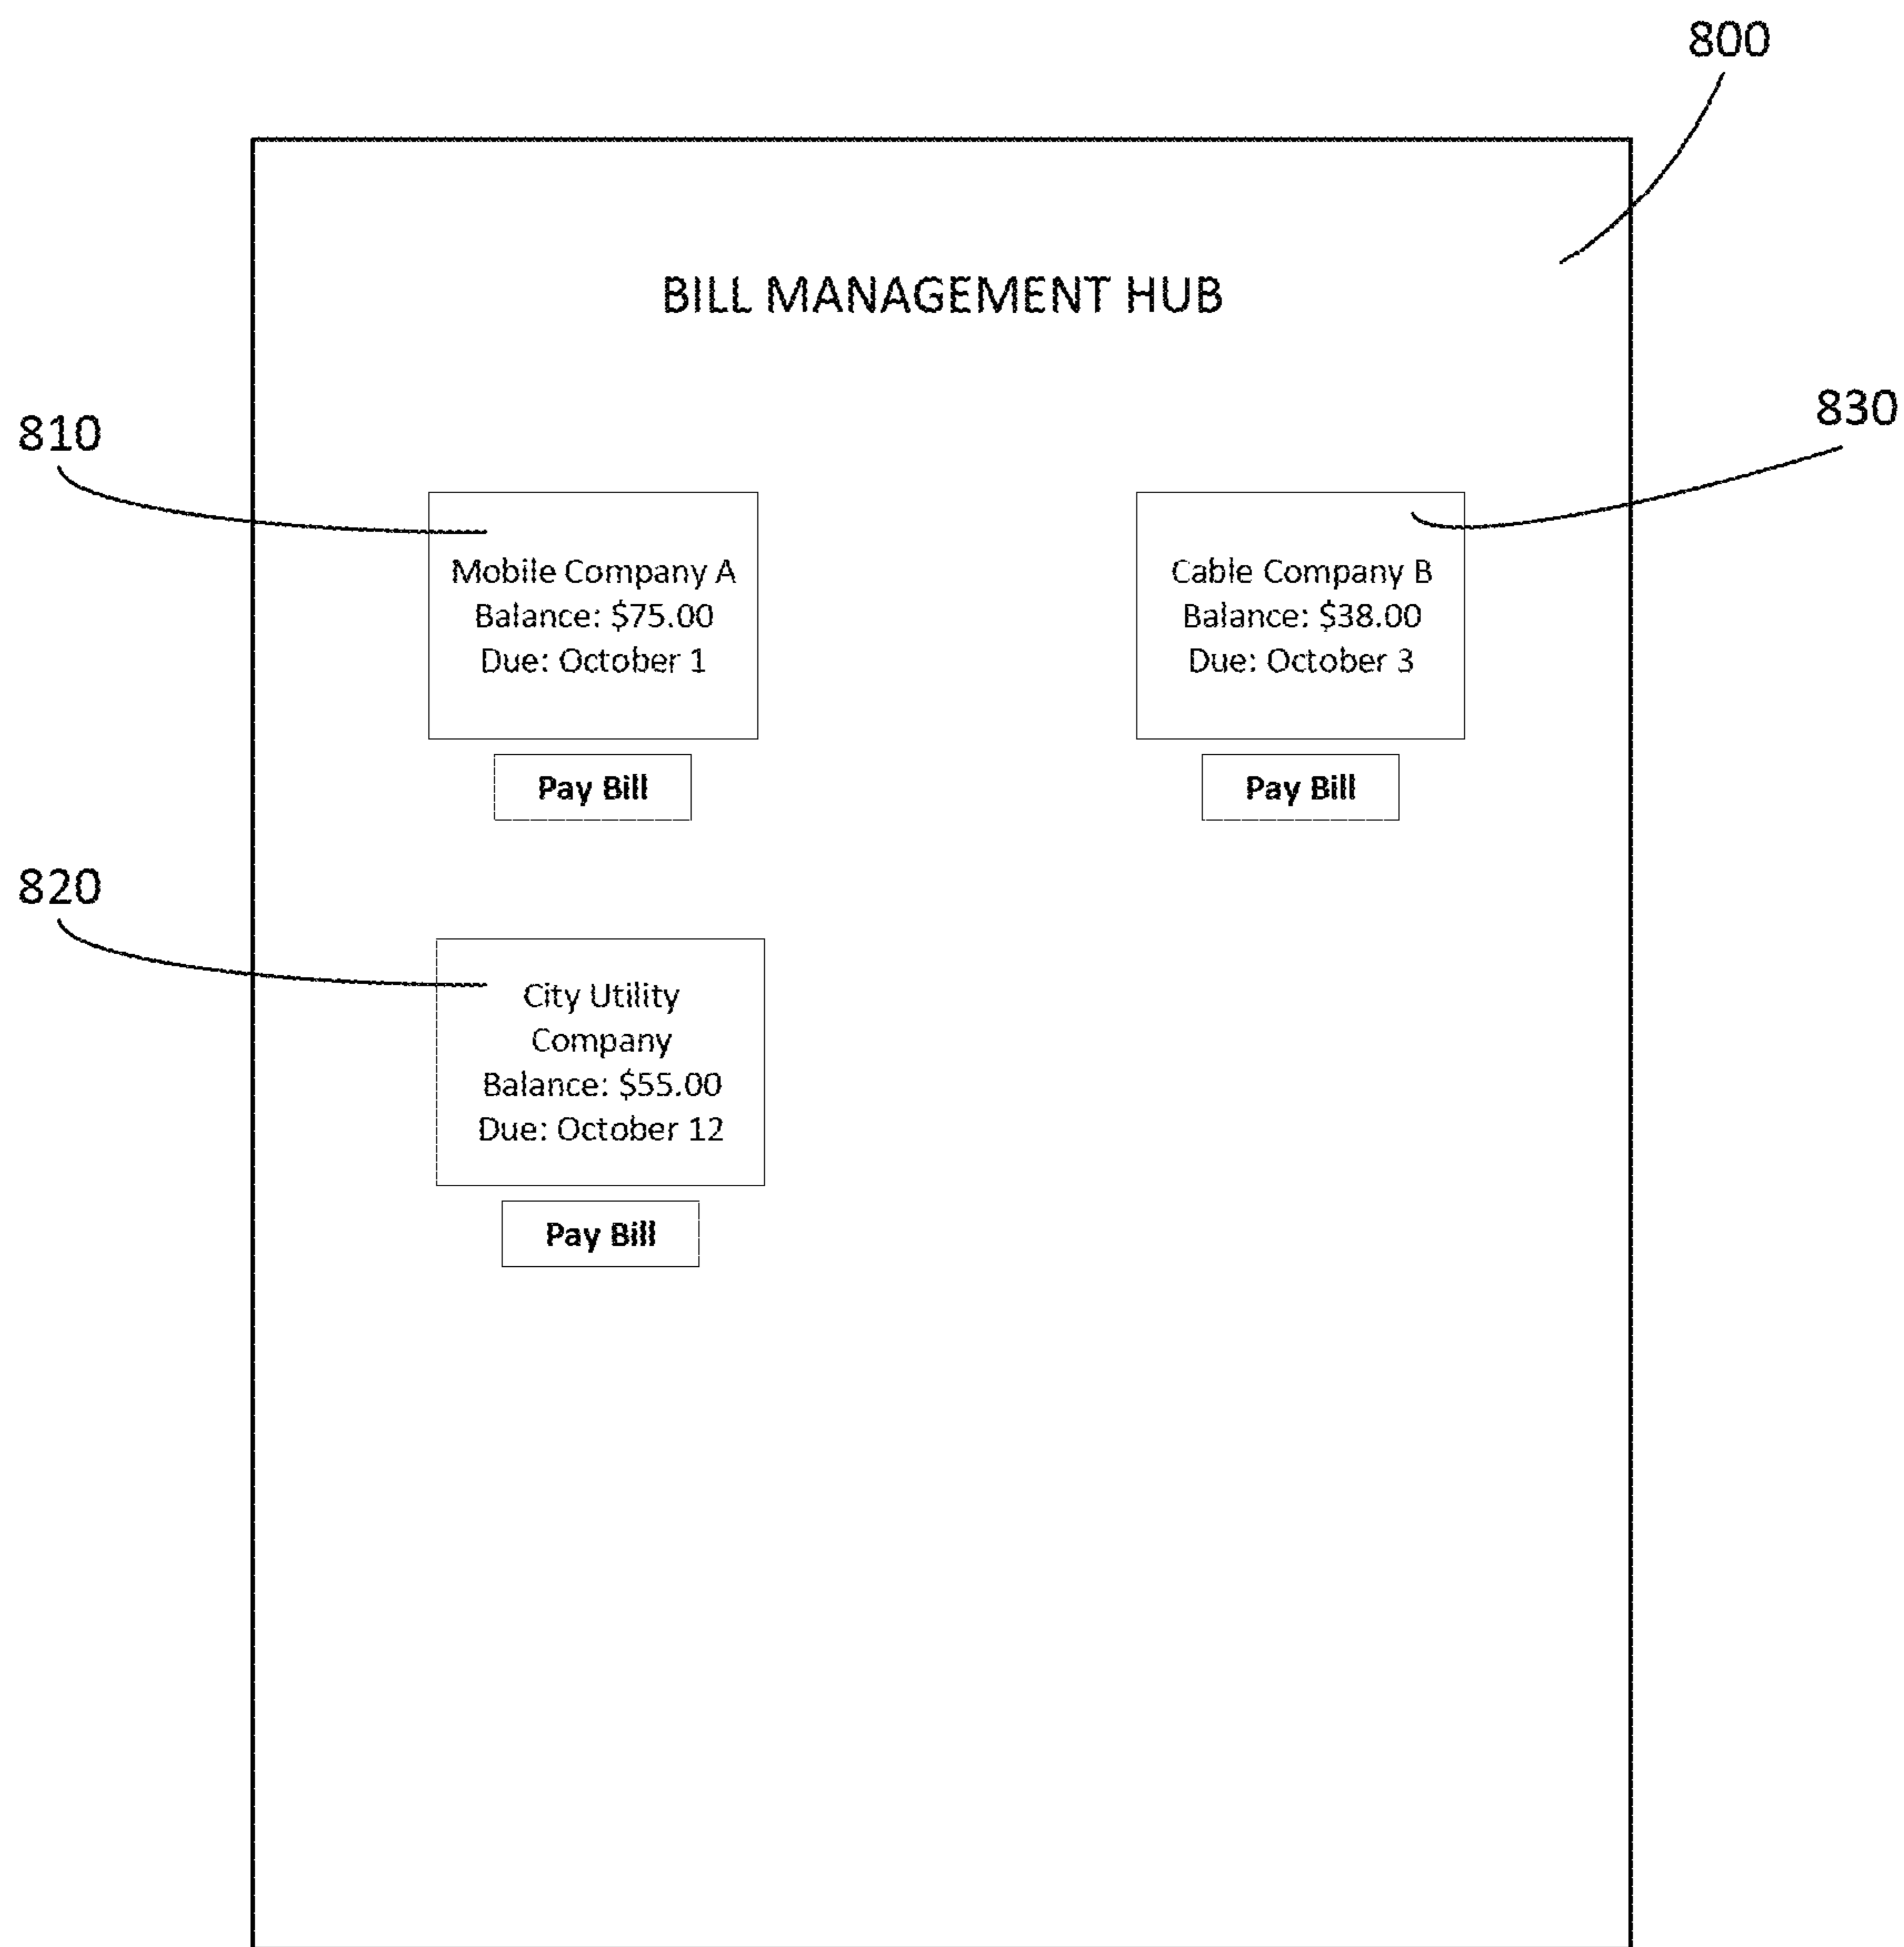 800
BILL MANAGEMENT HUB
810
830
Mobile Company A
Balance: $75.00
Due: October 1
Pay Bill
Cable Company B
Balance: $38.00
Due: October 3
Pay Bill
820
City Utility
Company
Balance: $55.00
Due: October 12
Pay Bill